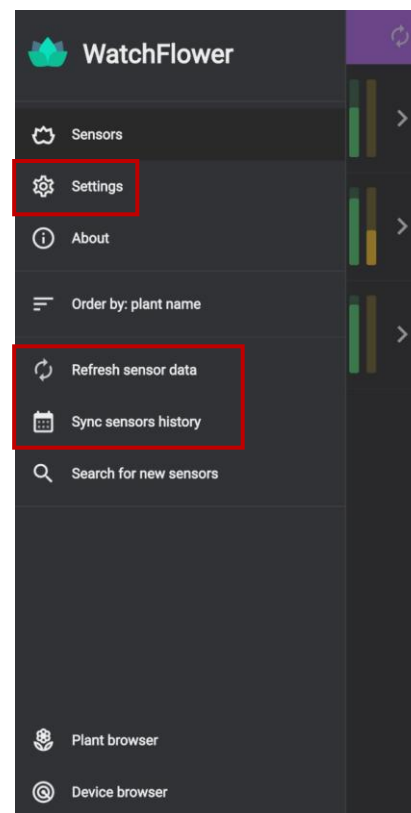 WatchFlower
Sensors
Settings
About
Order by: plant name
Refresh sensor data
Sync sensors history
Search for new sensors
Plant browser
Device browser